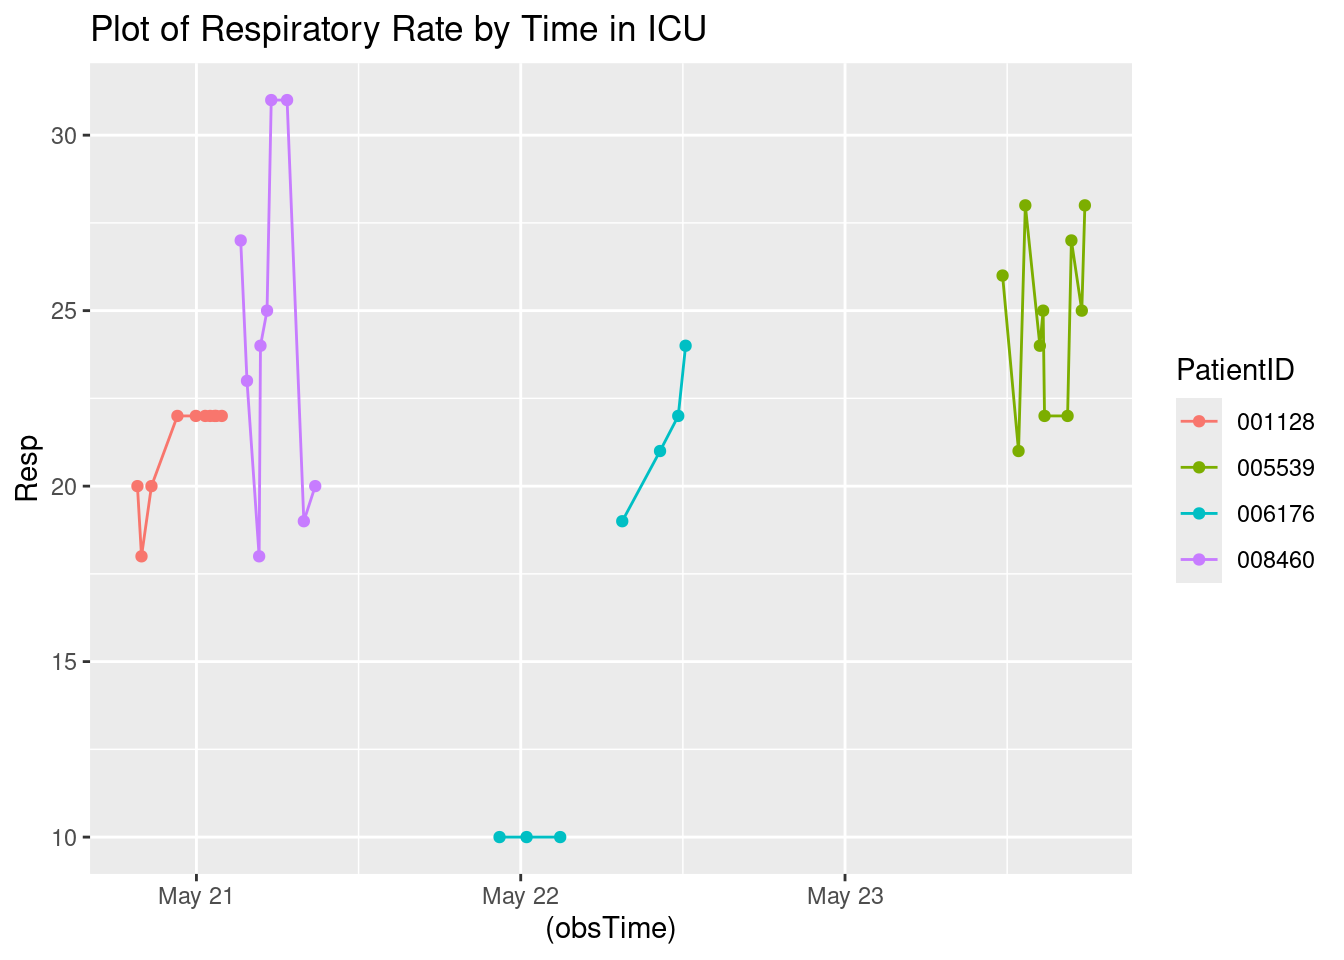 Plot of Respiratory Rate by Time in ICU
30
25
20
15
10
Resp
May 21
May 22
May 23
(obsTime)
PatientID
001128
005539
006176
008460